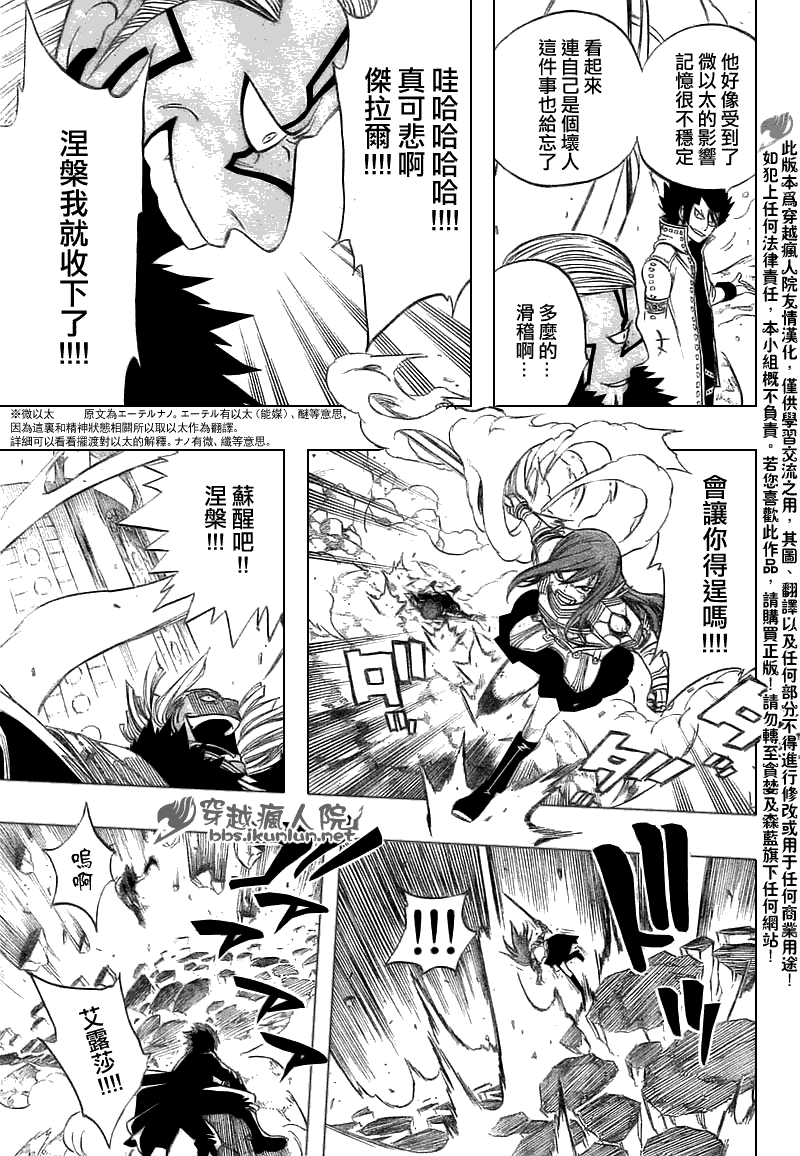 他好像受到了
微以太的影響
記憶很不穩定
看起來
連自己是個壞人
這件事也給忘了
多麼的…
滑稽啊…
哇哈哈哈哈!!!!
真可悲啊
傑拉爾!!!!
涅槃我就收下了!!!!
※微以太　　原文為エーテルナノ。エーテル有以太（能媒）、醚等意思，
因為這裏和精神狀態相關所以取以太作為翻譯。
詳細可以看看擺渡對以太的解釋。ナノ有微、纖等意思。
會讓你得逞嗎!!!!
ダダダ
蘇醒吧!!
涅槃!!!
!!!
嗚啊
艾露莎!!!!
穿越瘋人院
bbs.ikunlun.net
此版本爲穿越瘋人院友情漢化，僅供學習交流之用，其圖、翻譯以及任何部分不得進行修改或用于任何商業用途！
如犯上任何法律責任，本小組概不負責。若您喜歡此作品，請購買正版！請勿轉至貪婪及森藍旗下任何網站！